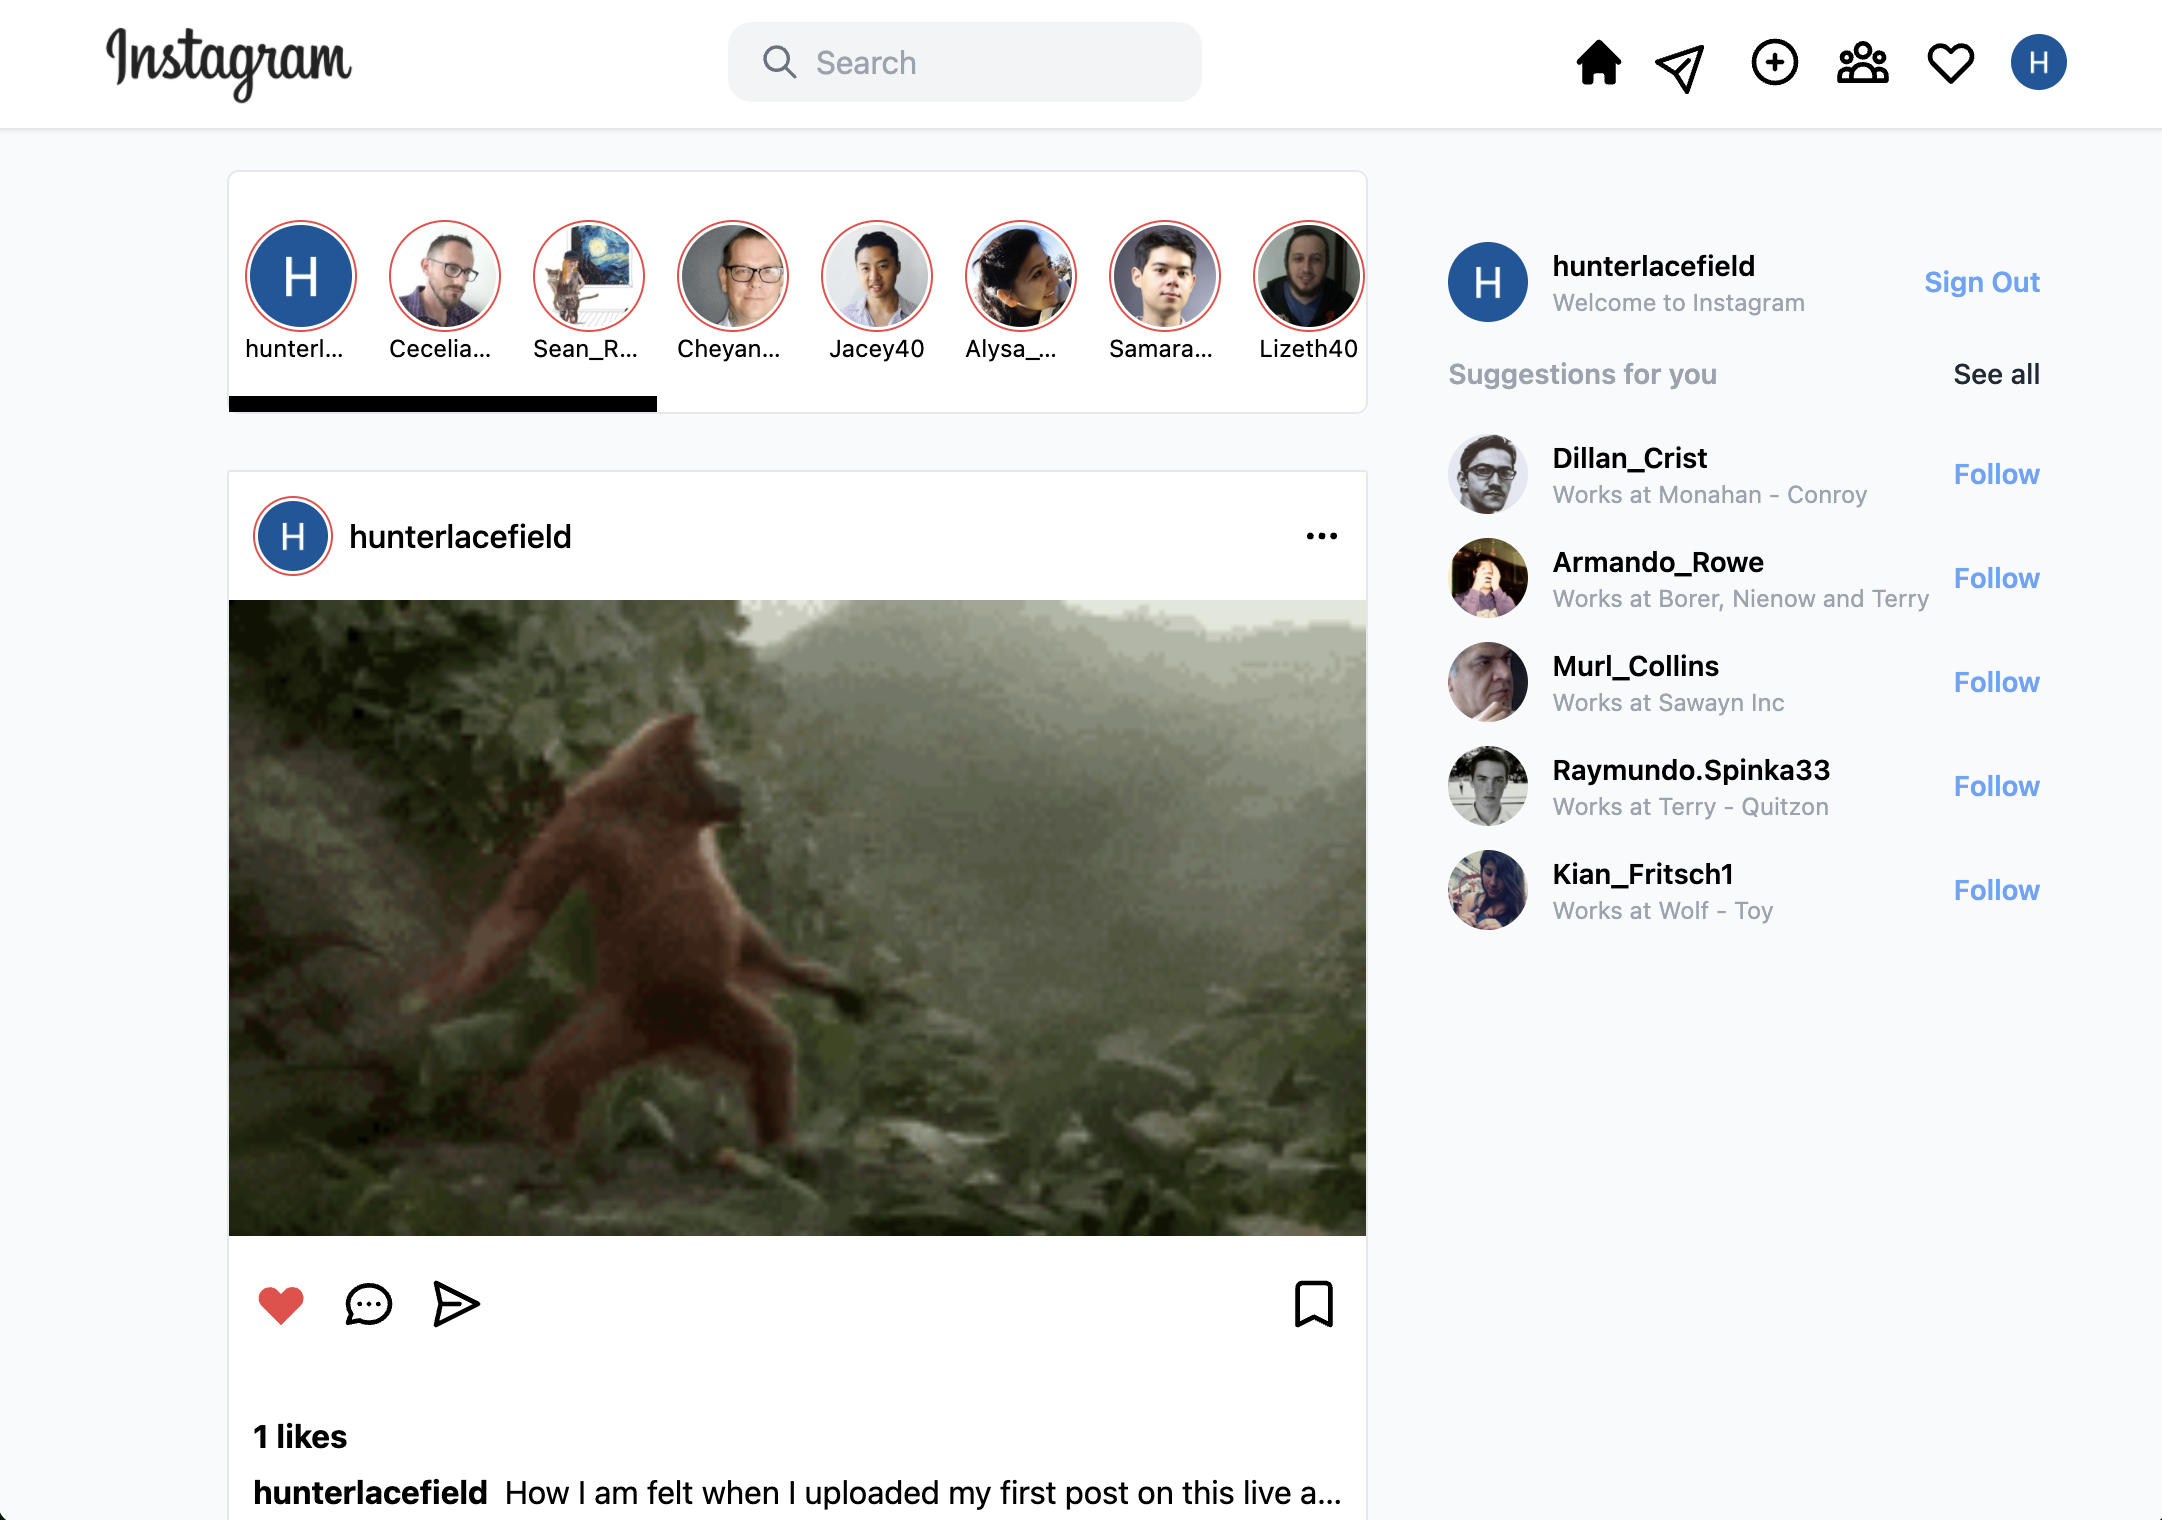 Instagram
Search
H
H
hunterl...
Cecelia...
Sean_R...
Cheyan...
Jacey40
Alysa_...
Samara...
Lizeth40
H
hunterlacefield
Welcome to Instagram
Sign Out
Suggestions for you
See all
Dillan_Crist
Works at Monahan - Conroy
Follow
Armando_Rowe
Works at Borer, Nienow and Terry
Follow
Murl_Collins
Works at Sawayn Inc
Follow
Raymundo.Spinka33
Works at Terry - Quitzon
Follow
Kian_Fritsch1
Works at Wolf - Toy
Follow
H
hunterlacefield
1 likes
hunterlacefield How I am felt when I uploaded my first post on this live a...